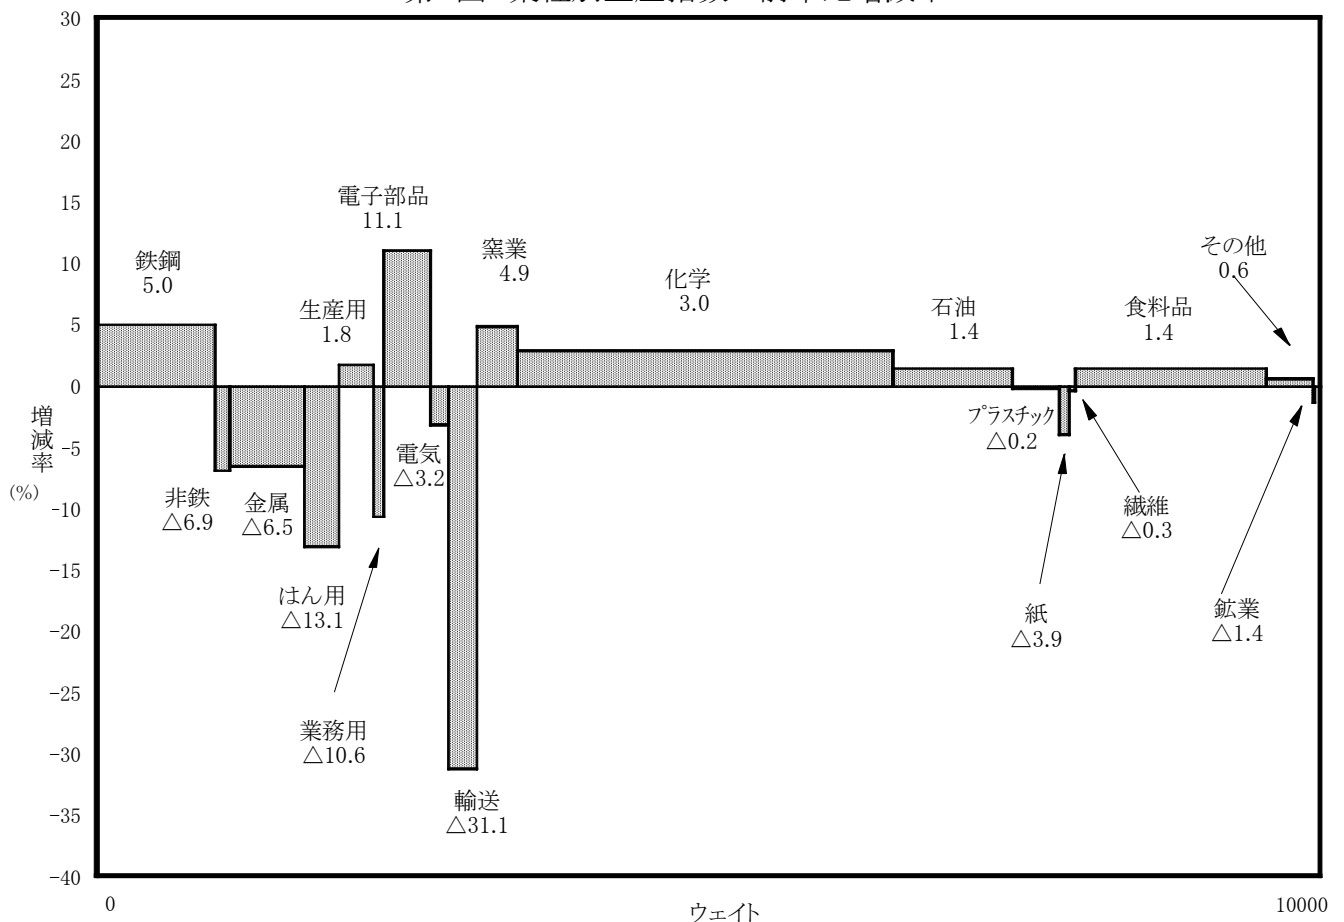 30
25
20
15
10
5
0
-5
-10
-15
-20
-25
-30
-35
-40
増減率
(%)
鉄鋼
5.0
非鉄
△6.9
金属
△6.5
はん用
△13.1
生産用
1.8
業務用
△10.6
電子部品
11.1
電気
△3.2
輸送
△31.1
窯業
4.9
化学
3.0
石油
1.4
プラスチック
△0.2
紙
△3.9
繊維
△0.3
食料品
1.4
その他
0.6
鉱業
△1.4
0
ウェイト
10000